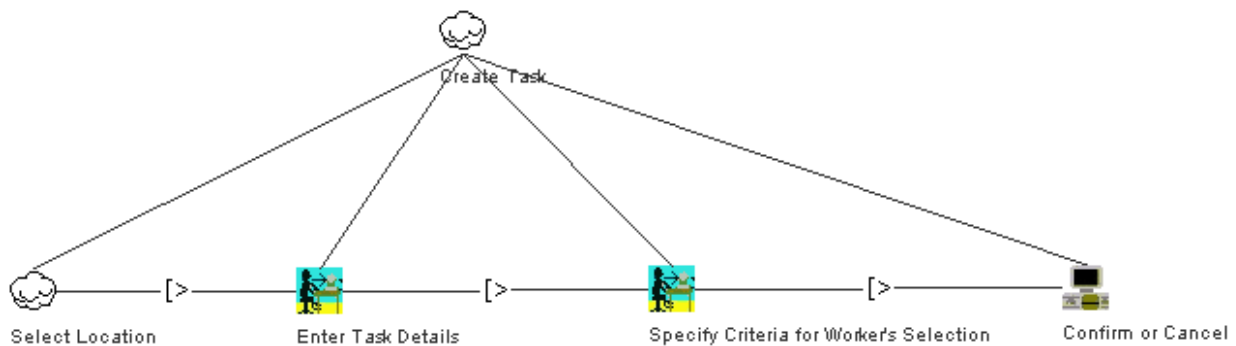 Create Task
[>
[>
[>
Select Location
Enter Task Details
Specify Criteria for Worker's Selection
Confirm or Cancel